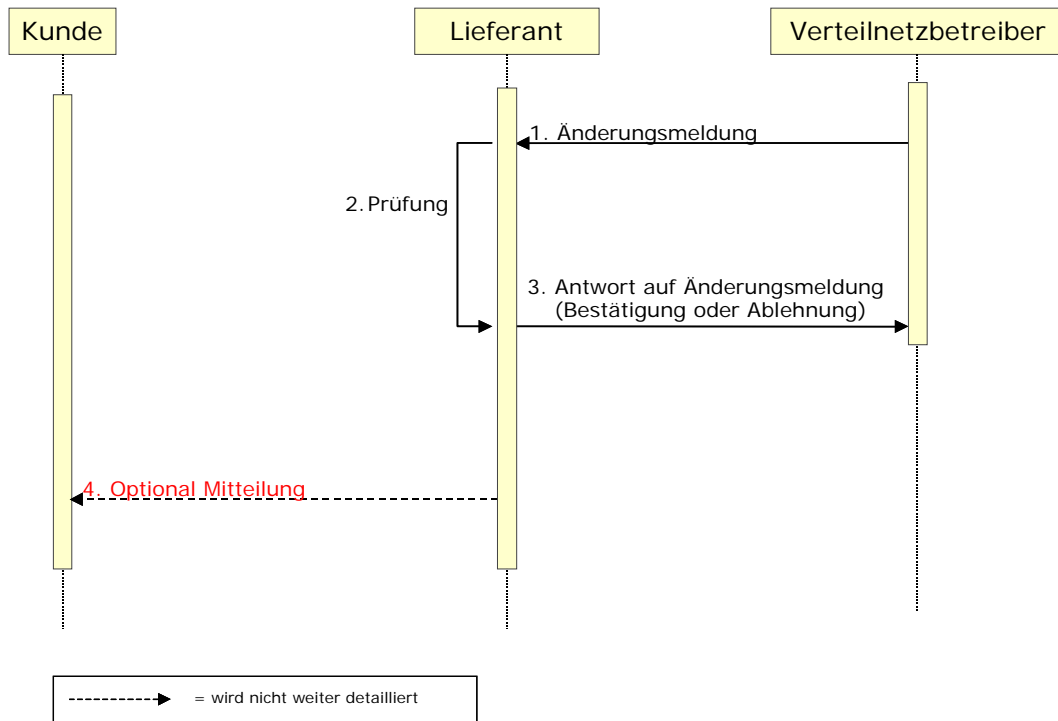 Kunde
Lieferant
Verteilnetzbetreiber
1. Änderungsmeldung
2. Prüfung
3. Antwort auf Änderungsmeldung
(Bestätigung oder Ablehnung)
4. Optional Mitteilung
= wird nicht weiter detailliert